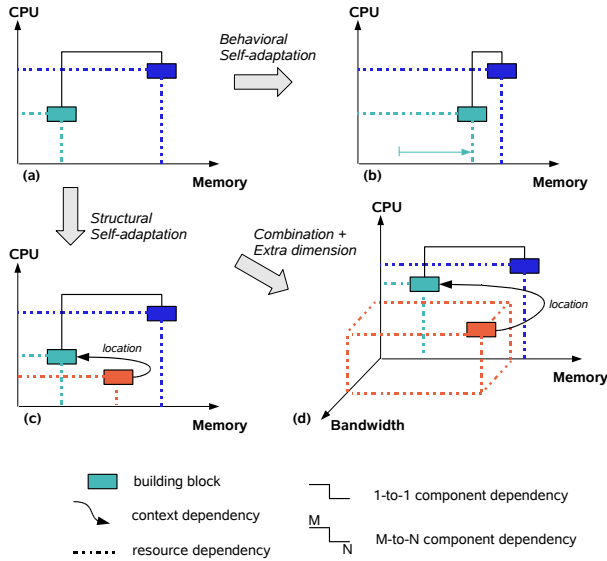 CPU
CPU
Behavioral
Self-adaptation
(a)
Memory
(b)
Memory
Structural
Self-adaptation
Combination +
Extra dimension
CPU
CPU
location
location
(c)
Memory
Memory
Bandwidth
(d)
building block
context dependency
resource dependency
1-to-1 component dependency
M
N
M-to-N component dependency